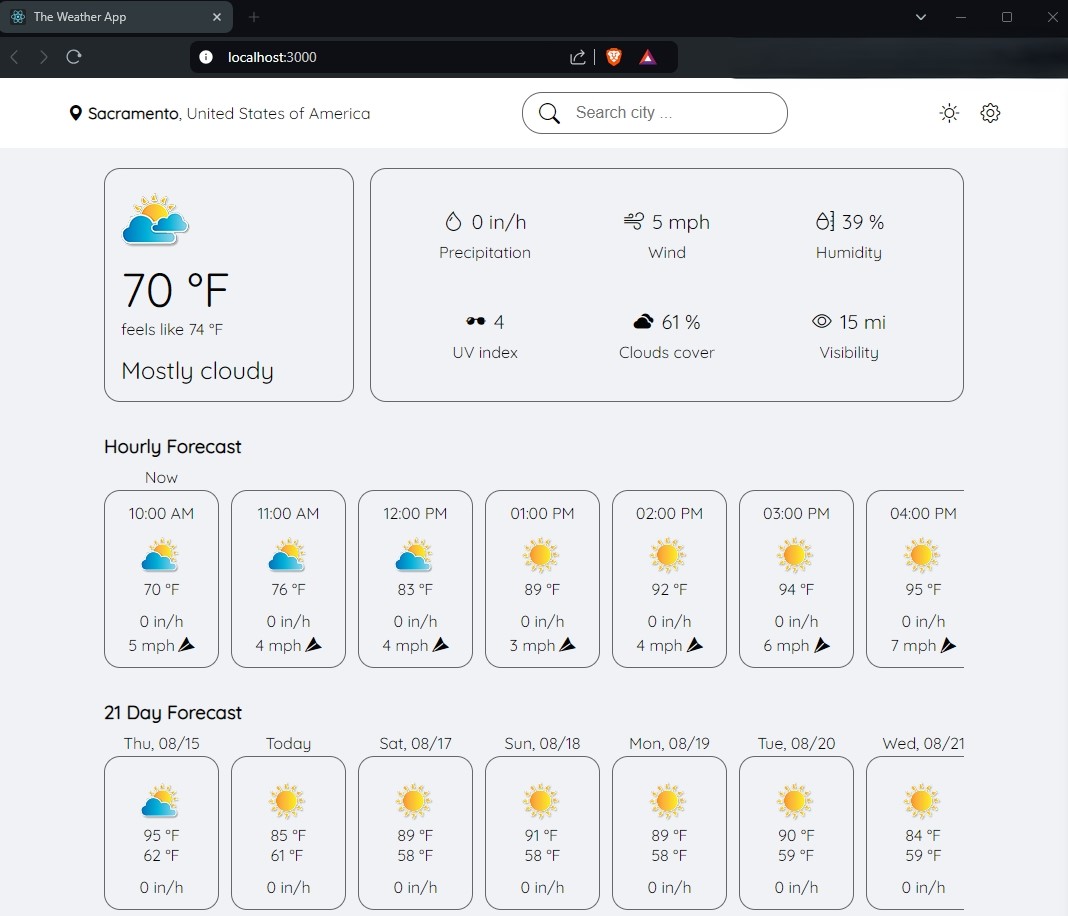 The Weather App
localhost:3000
Sacramento, United States of America
Search city ...
70 °F
feels like 74 °F
Mostly cloudy
0 in/h
Precipitation
5 mph
Wind
39 %
Humidity
4
UV index
61 %
Clouds cover
15 mi
Visibility
Hourly Forecast
Now
10:00 AM 11:00 AM 12:00 PM 01:00 PM 02:00 PM 03:00 PM 04:00 PM
70 °F 76 °F 83 °F 89 °F 92 °F 94 °F 95 °F
0 in/h 0 in/h 0 in/h 0 in/h 0 in/h 0 in/h 0 in/h
5 mph 4 mph 4 mph 3 mph 4 mph 6 mph 7 mph
21 Day Forecast
Thu, 08/15 Today Sat, 08/17 Sun, 08/18 Mon, 08/19 Tue, 08/20 Wed, 08/21
95 °F 85 °F 89 °F 91 °F 89 °F 90 °F 84 °F
62 °F 61 °F 58 °F 58 °F 58 °F 59 °F 59 °F
0 in/h 0 in/h 0 in/h 0 in/h 0 in/h 0 in/h 0 in/h